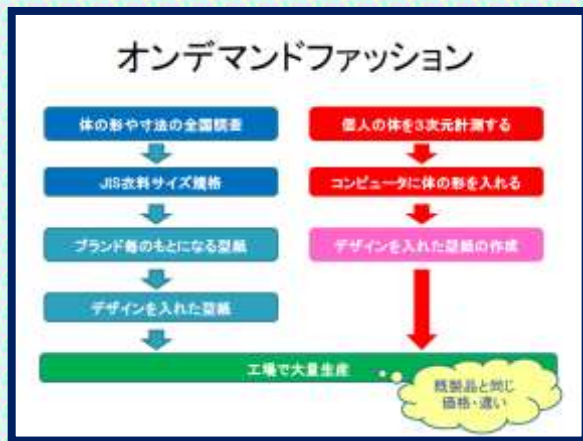 オンデマンドファッション
体の形や寸法の全国調査
JIS衣料サイズ規格
ブランド毎のもとになる型紙
デザインを入れた型紙
個人の体を3次元計測する
コンピュータに体の形を入れる
デザインを入れた型紙の作成
工場で大量生産
既製品と同じ
価格・速い